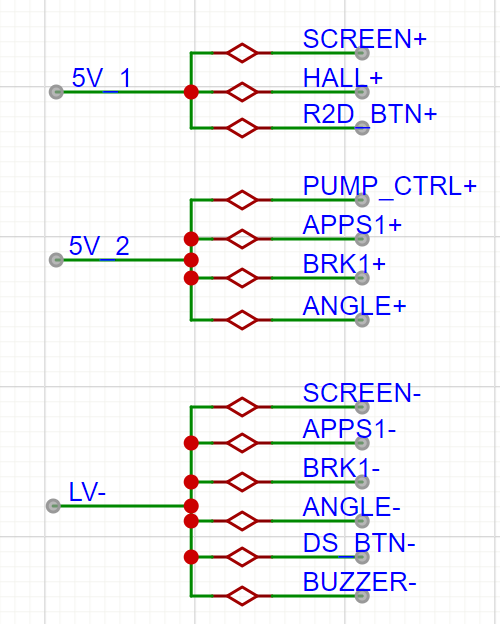 SCREEN+
5V_1
HALL+
R2D_BTN+
PUMP_CTRL+
APPS1+
5V_2
BRK1+
ANGLE+
SCREEN-
APPS1-
BRK1-
LV-
ANGLE-
DS_BTN-
BUZZER-